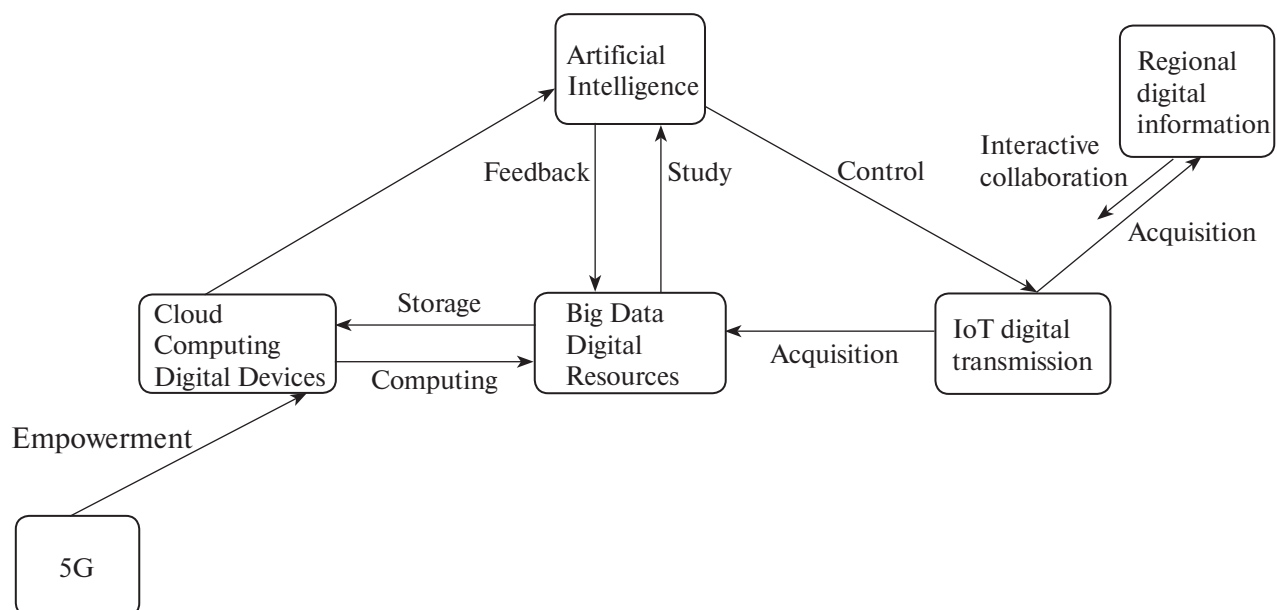 Artificial
Intelligence
Regional
digital
information
Interactive
collaboration
Feedback
Study
Control
Acquisition
Cloud
Computing
Digital Devices
Storage
Computing
Big Data
Digital
Resources
Acquisition
IoT digital
transmission
Empowerment
5G